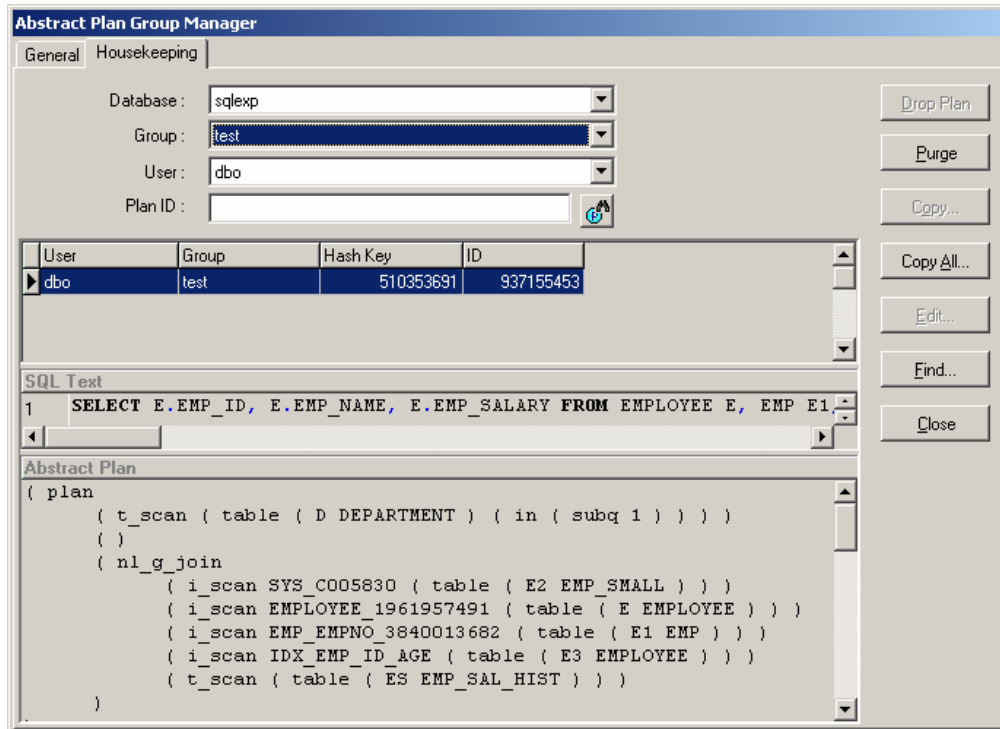 Abstract Plan Group Manager
General Housekeeping
Database : sqlexp
Group : test
User : dbo
Plan ID :
Drop Plan
Purge
Copy...
Copy All...
Edit...
Find...
Close
User Group Hash Key ID
dbo test 510353691 937155453
SQL Text
1 SELECT E.EMP_ID, E.EMP_NAME, E.EMP_SALARY FROM EMPLOYEE E, EMP E1,
Abstract Plan
( plan
( t_scan ( table ( D DEPARTMENT ) ( in ( subq 1 ) ) ) )
( )
( nl_g_join
( i_scan SYS_C005830 ( table ( E2 EMP_SMALL ) ) )
( i_scan EMPLOYEE_1961957491 ( table ( E EMPLOYEE ) ) )
( i_scan EMP_EMPNO_3840013682 ( table ( E1 EMP ) ) )
( i_scan IDX_EMP_ID_AGE ( table ( E3 EMPLOYEE ) ) )
( t_scan ( table ( ES EMP_SAL_HIST ) ) )
)